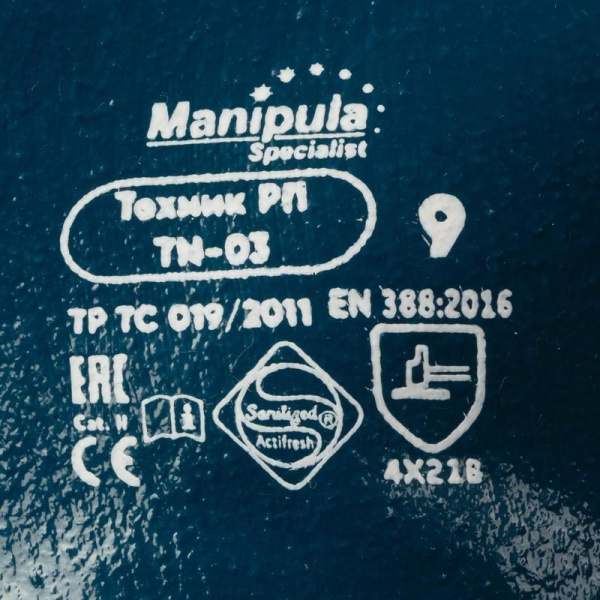 Manipula
Specialist
Техник РП
TN-03
9
ТР ТС 019/2011
EN 388:2016
EAC
Cat. II
i
CE
Sanitized®
Actifresh
4X21B